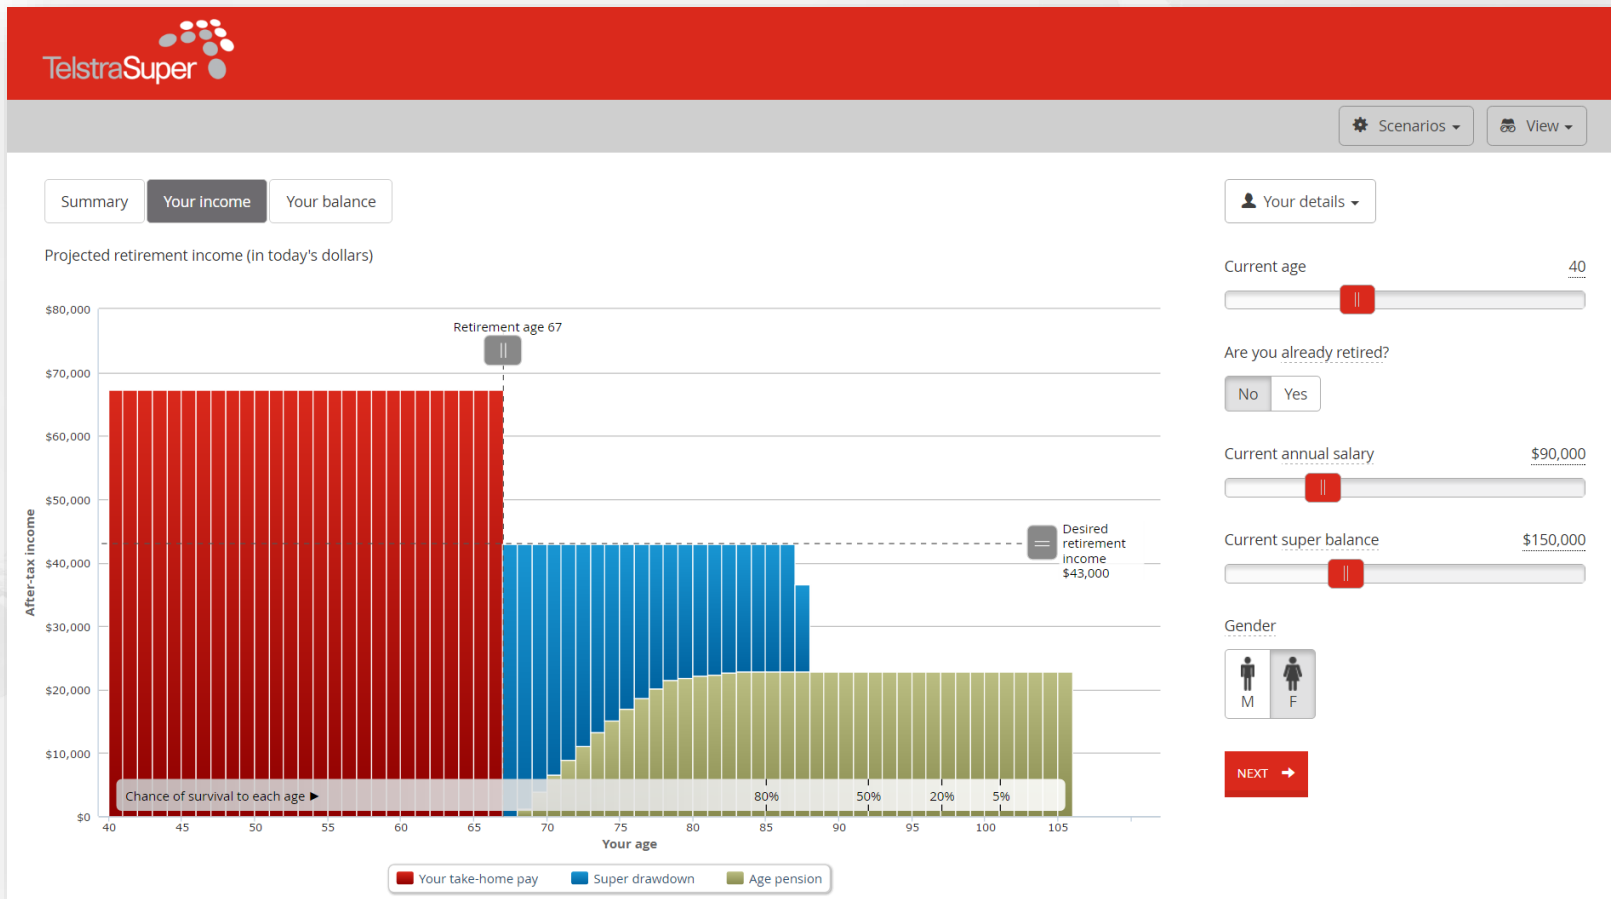 TelstraSuper
Scenarios
View
Summary
Your income
Your balance
Your details
Projected retirement income (in today's dollars)
Current age
40
Are you already retired?
No
Yes
Current annual salary
$90,000
Current super balance
$150,000
Gender
M
F
NEXT
After-tax income
$80,000
$70,000
$60,000
$50,000
$40,000
$30,000
$20,000
$10,000
$0
Retirement age 67
Desired
retirement
income
$43,000
Chance of survival to each age
80%
50%
20%
5%
40
45
50
55
60
65
70
75
80
85
90
95
100
105
Your age
Your take-home pay
Super drawdown
Age pension